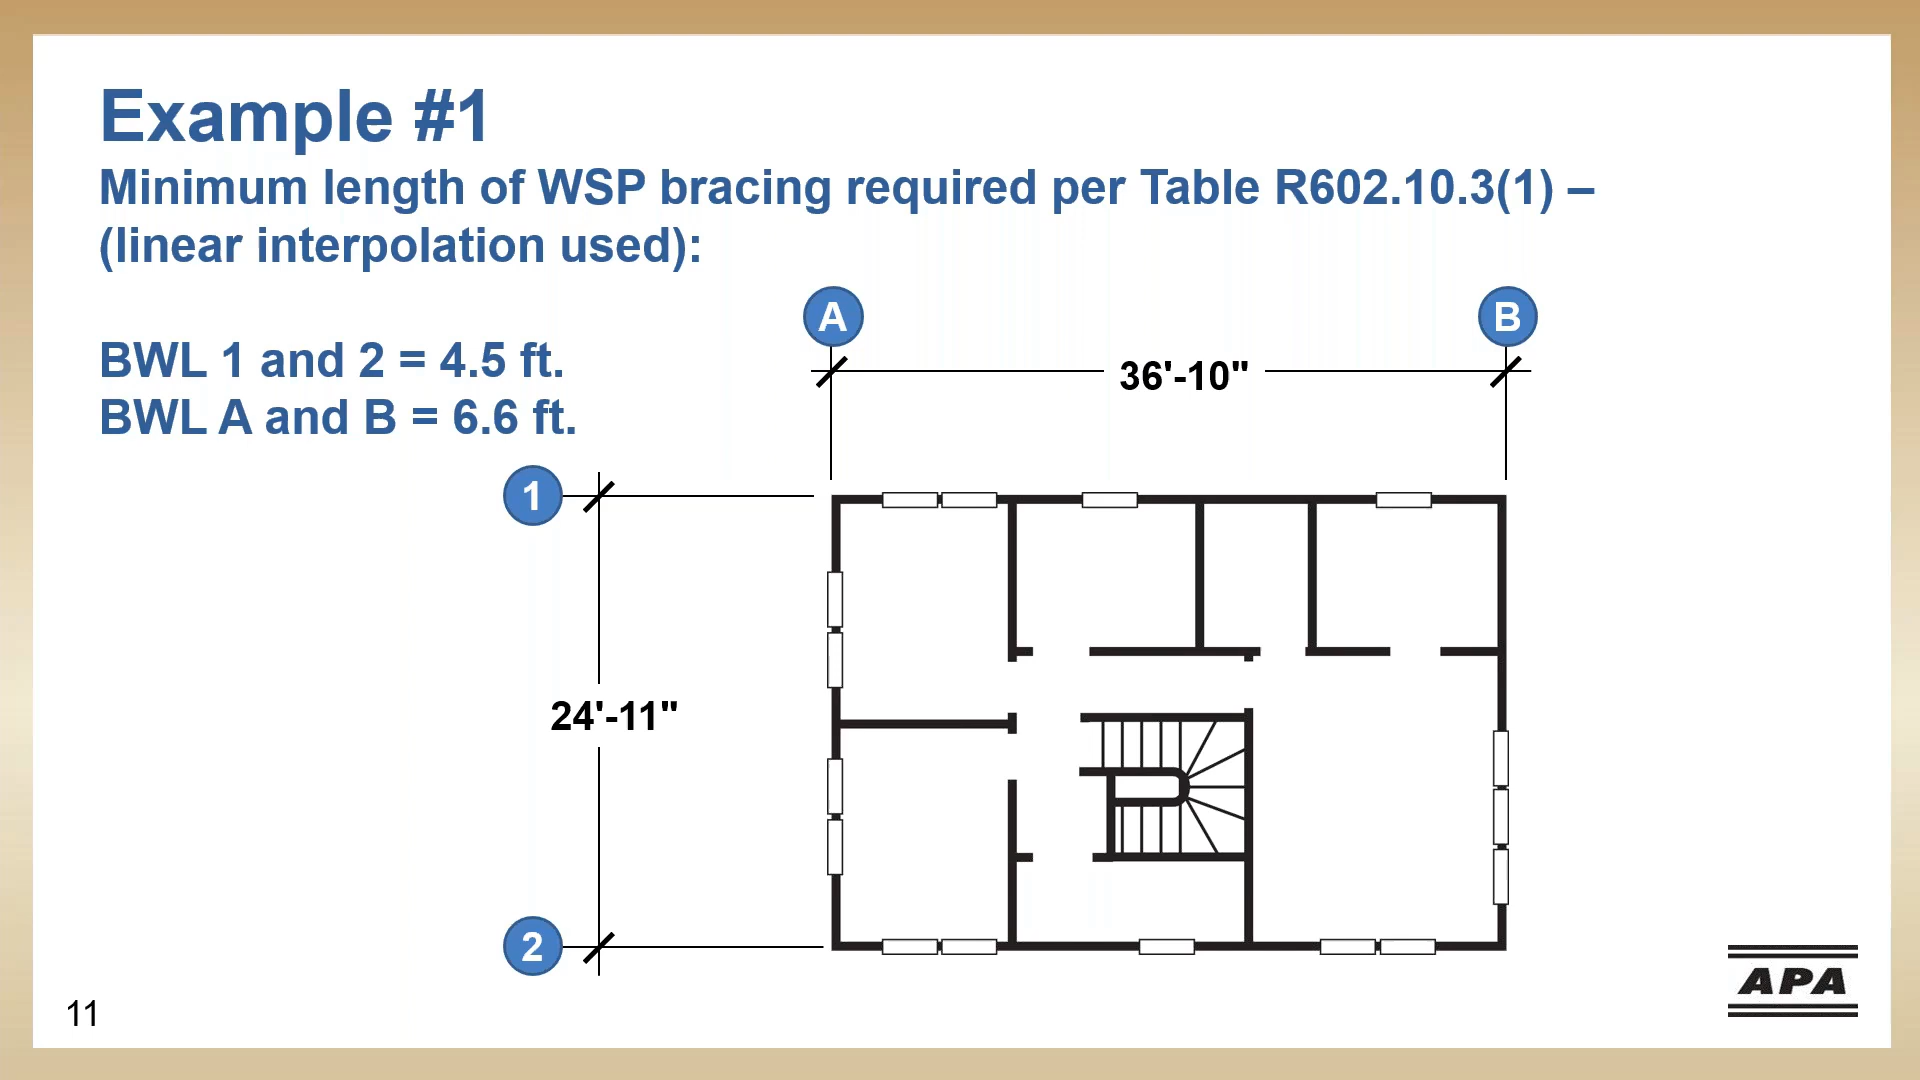 Example #1
Minimum length of WSP bracing required per Table R602.10.3(1) –
(linear interpolation used):
A
B
BWL 1 and 2 = 4.5 ft.
36'-10"
BWL A and B = 6.6 ft.
1
24'-11"
2
APA
11